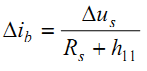 Δi_b = Δu_s / (R_s + h_11)